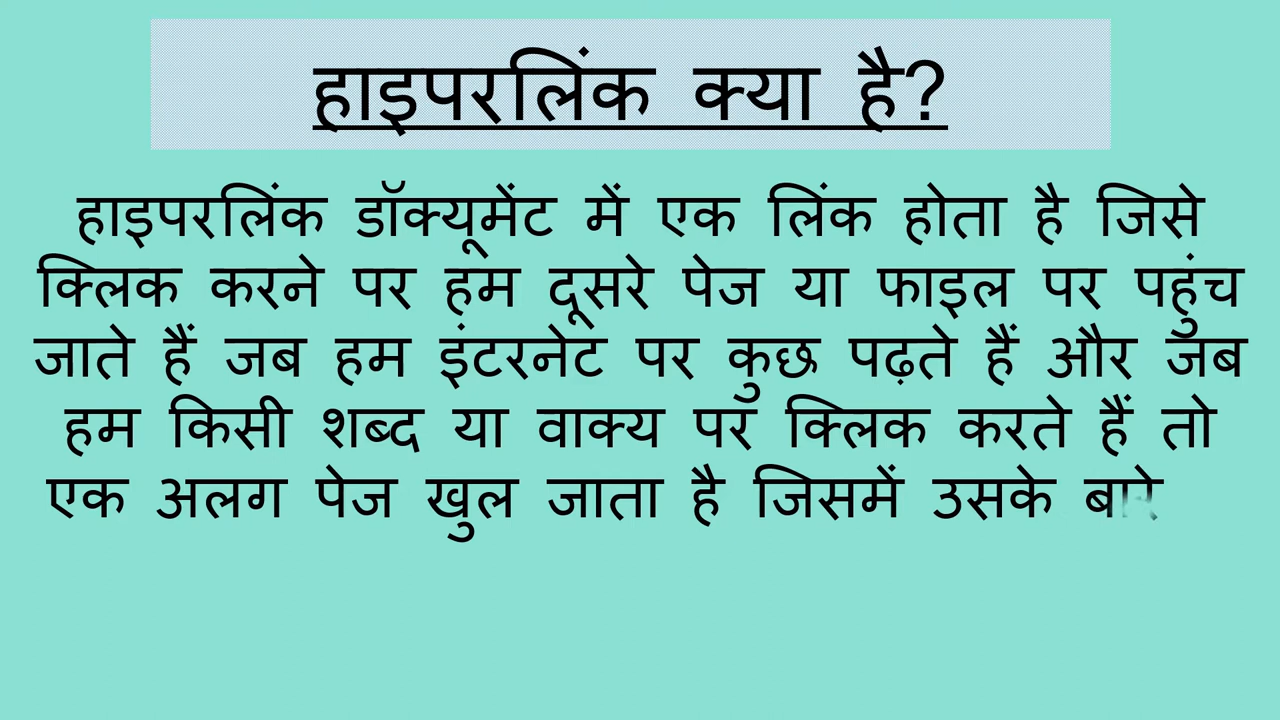 हाइपरलिंक क्या है?
हाइपरलिंक डॉक्यूमेंट में एक लिंक होता है जिसे
क्लिक करने पर हम दूसरे पेज या फाइल पर पहुंच
जाते हैं जब हम इंटरनेट पर कुछ पढ़ते हैं और जब
हम किसी शब्द या वाक्य पर क्लिक करते हैं तो
एक अलग पेज खुल जाता है जिसमें उसके बारे